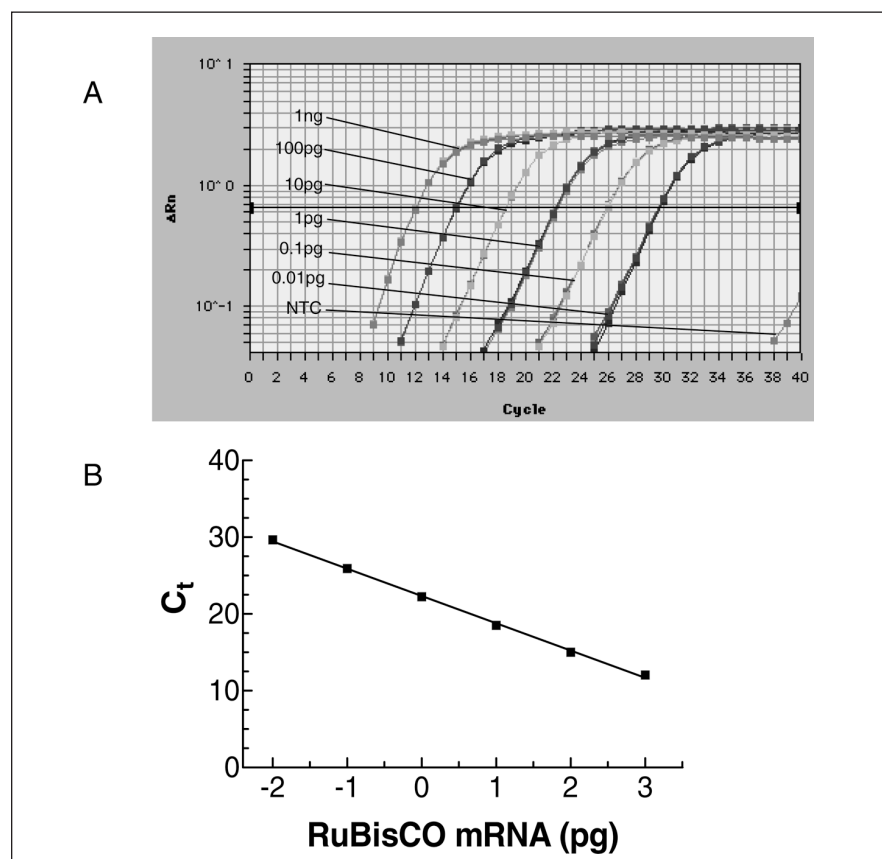 A
10^ 1
10^ 0
10^-1
ΔRn
1ng
100pg
10pg
1pg
0.1pg
0.01pg
NTC
0 2 4 6 8 10 12 14 16 18 20 22 24 26 28 30 32 34 36 38 40
Cycle
B
40
30
20
10
0
Ct
-2 -1 0 1 2 3
RuBisCO mRNA (pg)